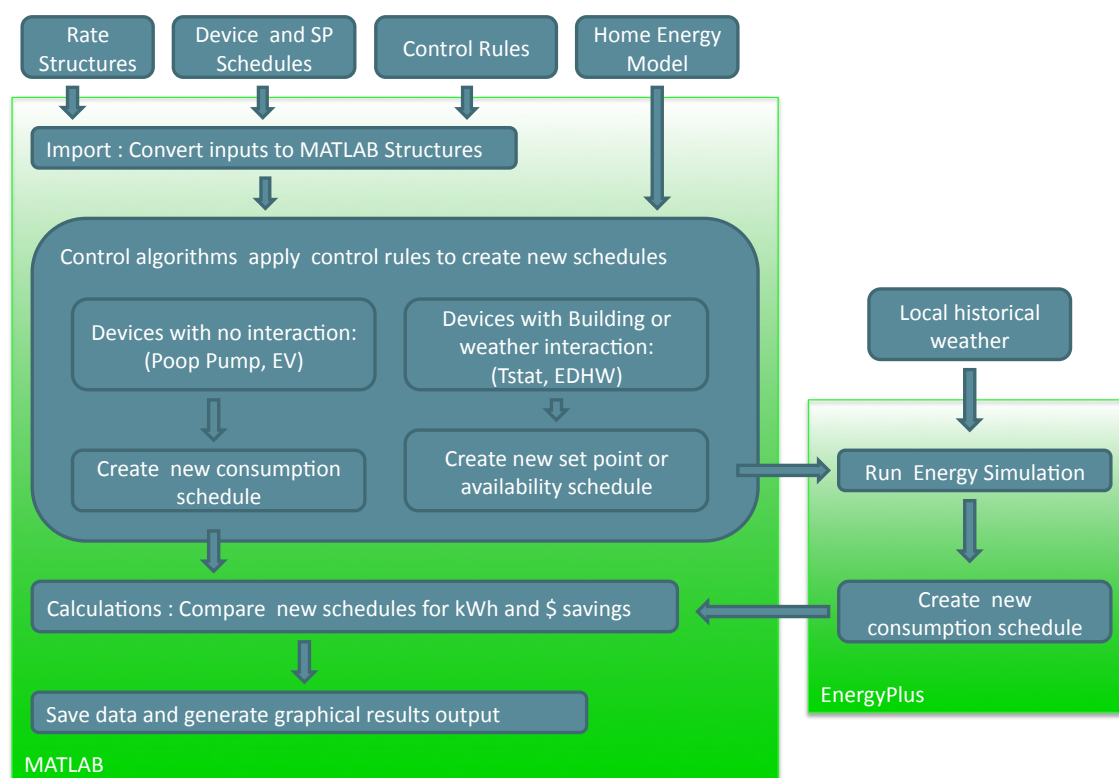 Rate
Structures
Device and SP
Schedules
Control Rules
Home Energy
Model
Import : Convert inputs to MATLAB Structures
Control algorithms apply control rules to create new schedules
Devices with no interaction:
(Poop Pump, EV)
Devices with Building or
weather interaction:
(Tstat, EDHW)
Create new consumption
schedule
Create new set point or
availability schedule
Local historical
weather
Run Energy Simulation
Create new
consumption schedule
EnergyPlus
Calculations : Compare new schedules for kWh and $ savings
Save data and generate graphical results output
MATLAB